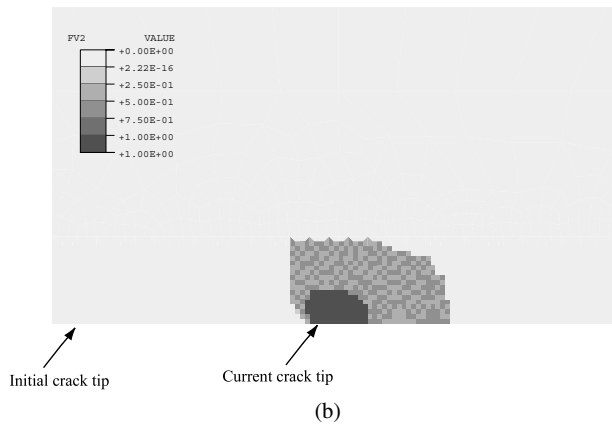 FV2 VALUE
+0.00E+00
+2.22E-16
+2.50E-01
+5.00E-01
+7.50E-01
+1.00E+00
+1.00E+00
Initial crack tip
Current crack tip
(b)